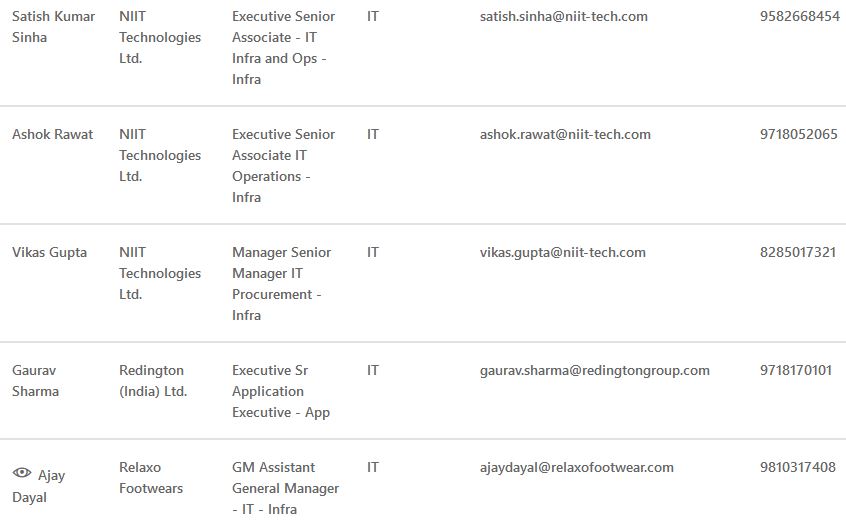 Satish Kumar Sinha NIIT Technologies Ltd. Executive Senior Associate - IT Infra and Ops - Infra IT satish.sinha@niit-tech.com 9582668454
Ashok Rawat NIIT Technologies Ltd. Executive Senior Associate IT Operations - Infra IT ashok.rawat@niit-tech.com 9718052065
Vikas Gupta NIIT Technologies Ltd. Manager Senior Manager IT Procurement - Infra IT vikas.gupta@niit-tech.com 8285017321
Gaurav Sharma Redington (India) Ltd. Executive Sr Application Executive - App IT gaurav.sharma@redingtongroup.com 9718170101
Ajay Dayal Relaxo Footwears GM Assistant General Manager - IT - Infra IT ajaydayal@relaxofootwear.com 9810317408